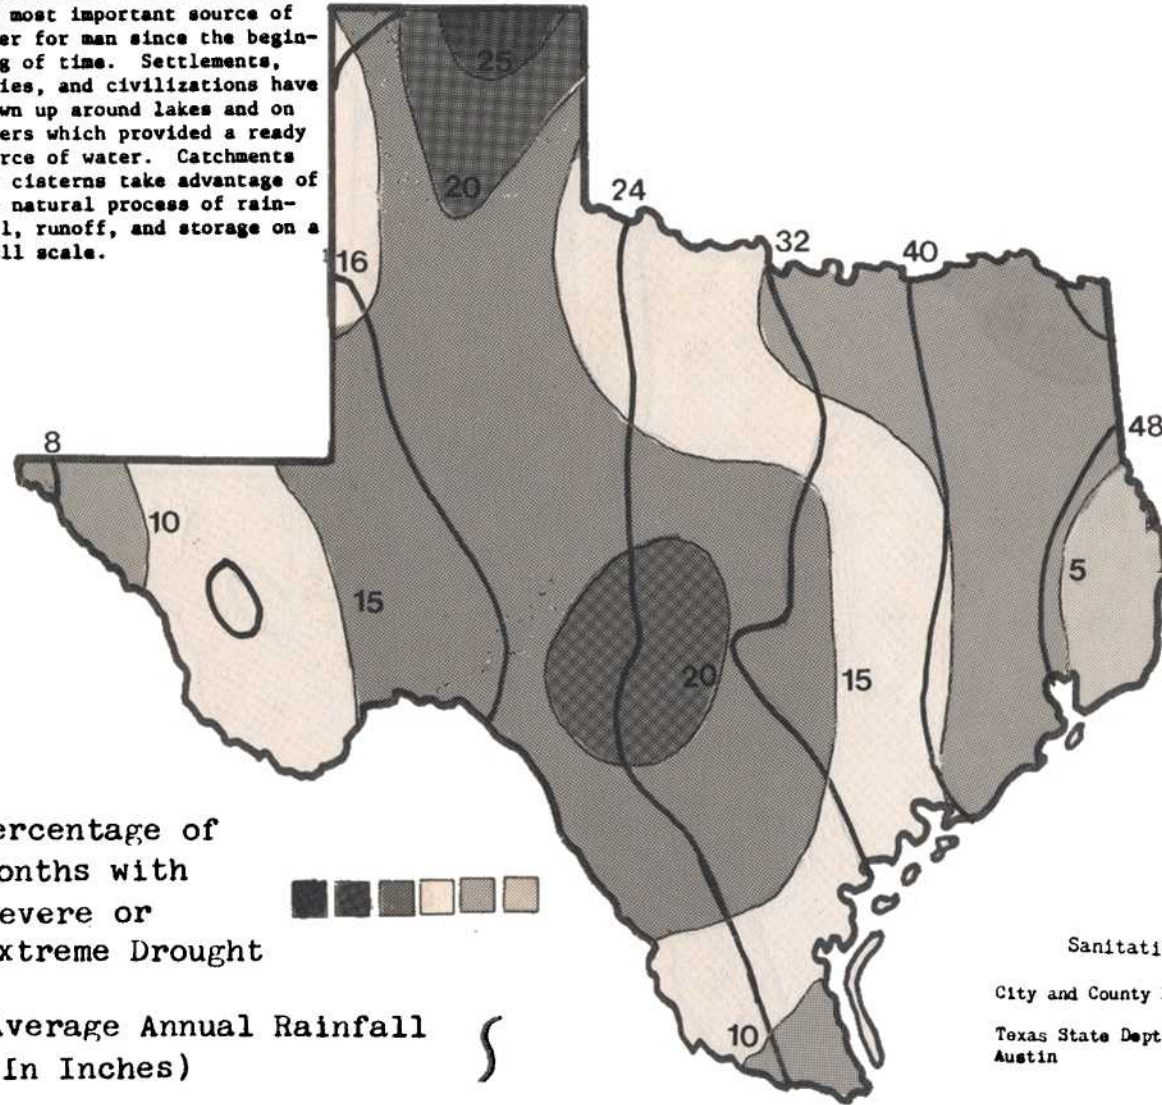 most important source of
er for man since the begin-
g of time. Settlements,
ies, and civilizations have
wn up around lakes and on
ers which provided a ready
rce of water. Catchments
cisterns take advantage of
natural process of rain-
l, runoff, and storage on a
ll scale.
25
20
24
32
40
16
8
48
10
5
15
20
15
10
ercentage of
onths with
evere or
xtreme Drought
verage Annual Rainfall
In Inches)
Sanitati
City and County
Texas State Dept
Austin